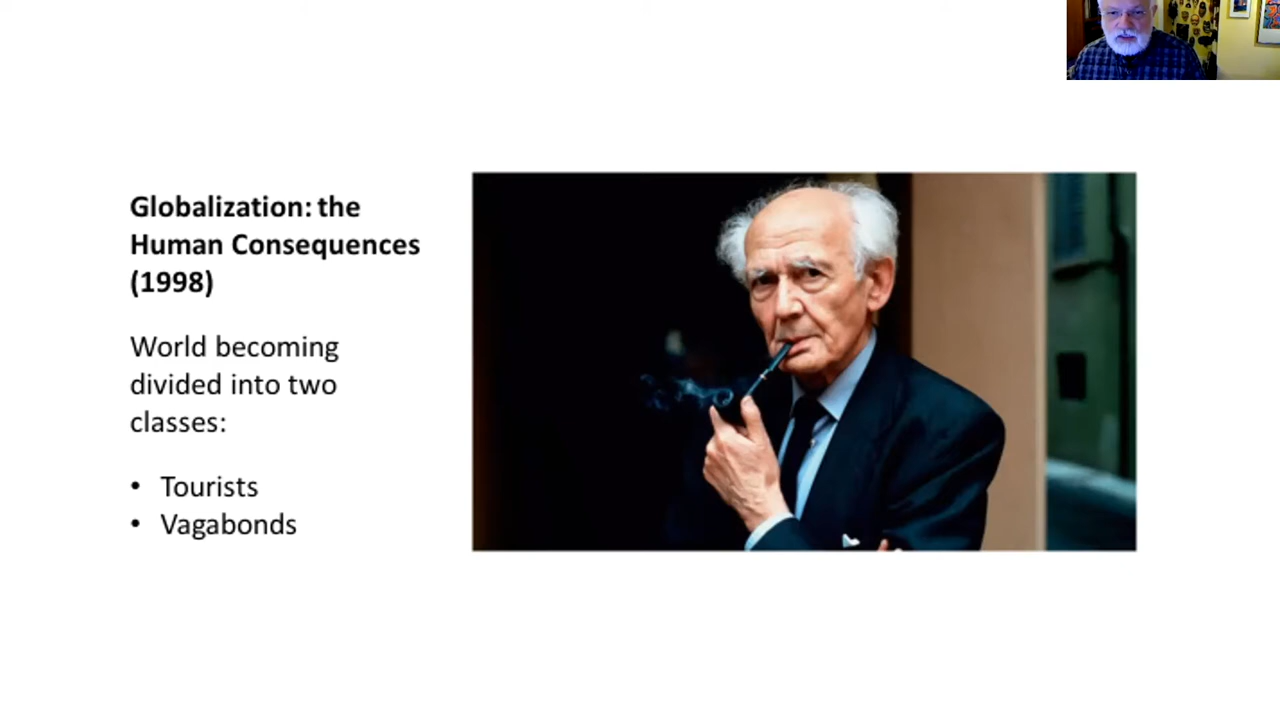 Globalization: the
Human Consequences
(1998)
World becoming
divided into two
classes:
• Tourists
• Vagabonds